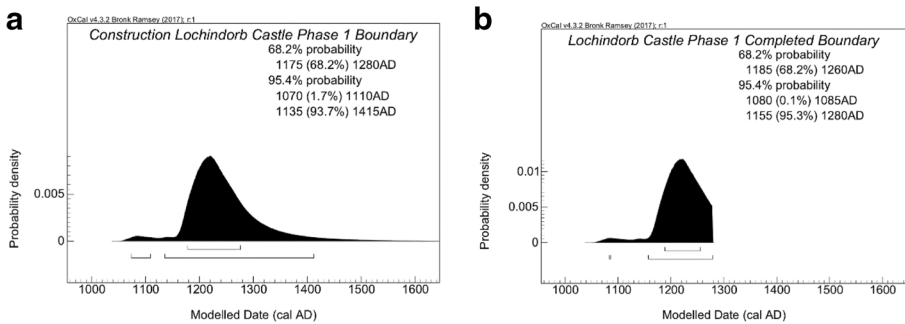 a
OxCal v4.3.2 Bronk Ramsey (2017); r:1
Construction Lochindorb Castle Phase 1 Boundary
68.2% probability
1175 (68.2%) 1280AD
95.4% probability
1070 (1.7%) 1110AD
1135 (93.7%) 1415AD
Probability density
0.005
0
1000 1100 1200 1300 1400 1500 1600
Modelled Date (cal AD)
b
OxCal v4.3.2 Bronk Ramsey (2017); r:1
Lochindorb Castle Phase 1 Completed Boundary
68.2% probability
1185 (68.2%) 1260AD
95.4% probability
1080 (0.1%) 1085AD
1155 (95.3%) 1280AD
Probability density
0.01
0.005
0
1000 1100 1200 1300 1400 1500 1600
Modelled Date (cal AD)